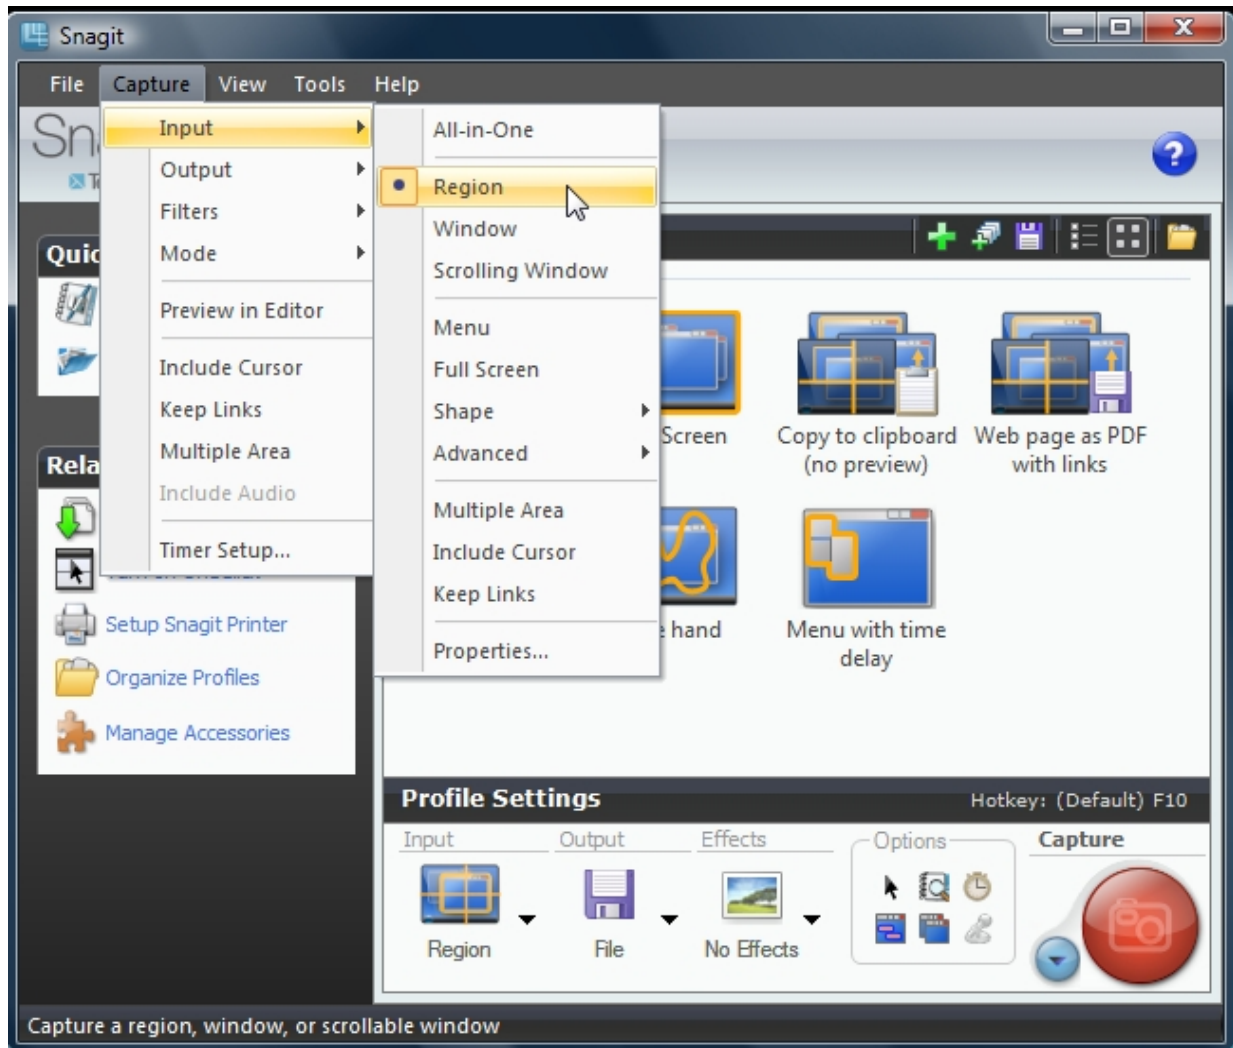 Snagit
File Capture View Tools Help
Input
Output
Filters
Mode
Preview in Editor
Include Cursor
Keep Links
Multiple Area
Include Audio
Timer Setup...
All-in-One
Region
Window
Scrolling Window
Menu
Full Screen
Shape
Advanced
Multiple Area
Include Cursor
Keep Links
Properties...
Screen
Copy to clipboard
(no preview)
Web page as PDF
with links
hand
Menu with time
delay
Setup Snagit Printer
Organize Profiles
Manage Accessories
Profile Settings
Hotkey: (Default) F10
Input Output Effects Options Capture
Region File No Effects
Capture a region, window, or scrollable window